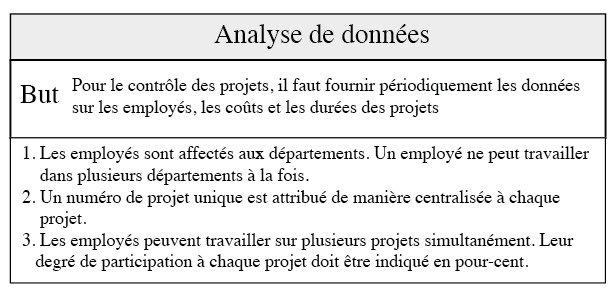 Analyse de données
But
Pour le contrôle des projets, il faut fournir périodiquement les données
sur les employés, les coûts et les durées des projets
1. Les employés sont affectés aux départements. Un employé ne peut travailler
dans plusieurs départements à la fois.
2. Un numéro de projet unique est attribué de manière centralisée à chaque
projet.
3. Les employés peuvent travailler sur plusieurs projets simultanément. Leur
degré de participation à chaque projet doit être indiqué en pour-cent.